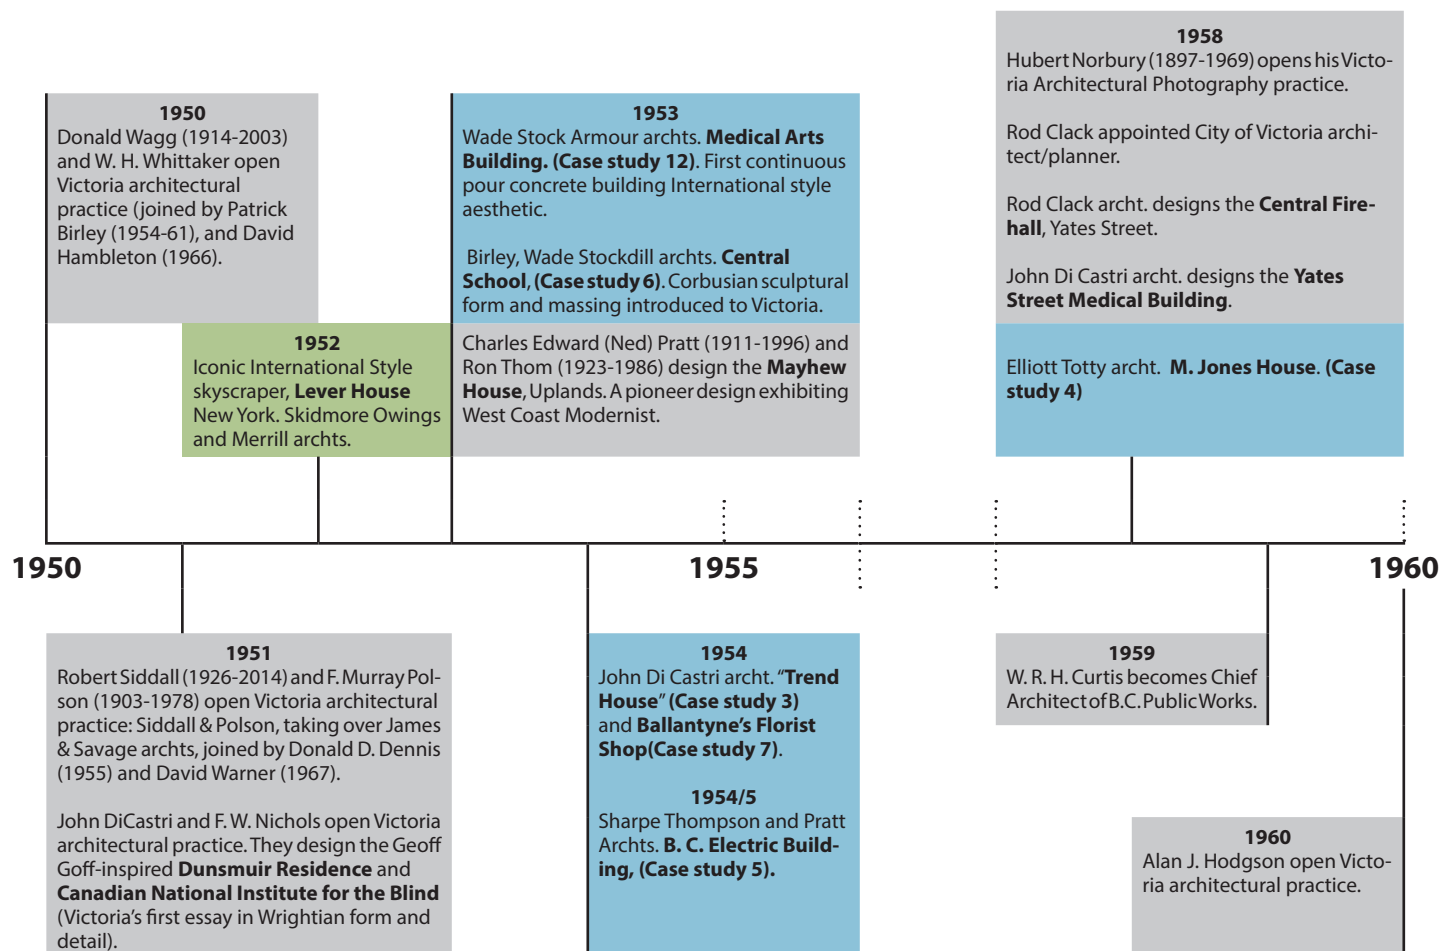 1950
Donald Wagg (1914-2003)
and W. H. Whittaker open
Victoria architectural
practice (joined by Patrick
Birley (1954-61), and David
Hambleton (1966).
1952
Iconic International Style
skyscraper, Lever House
New York. Skidmore Owings
and Merrill archts.
1953
Wade Stock Armour archts. Medical Arts
Building. (Case study 12). First continuous
pour concrete building International style
aesthetic.
Birley, Wade Stockdill archts. Central
School, (Case study 6). Corbusian sculptural
form and massing introduced to Victoria.
Charles Edward (Ned) Pratt (1911-1996) and
Ron Thom (1923-1986) design the Mayhew
House, Uplands. A pioneer design exhibiting
West Coast Modernist.
1958
Hubert Norbury (1897-1969) opens his Victo-
ria Architectural Photography practice.
Rod Clack appointed City of Victoria archi-
tect/planner.
Rod Clack archt. designs the Central Fire-
hall, Yates Street.
John Di Castri archt. designs the Yates
Street Medical Building.
Elliott Totty archt. M. Jones House. (Case
study 4)
1950
1955
1960
1951
Robert Siddall (1926-2014) and F. Murray Pol-
son (1903-1978) open Victoria architectural
practice: Siddall & Polson, taking over James
& Savage archts, joined by Donald D. Dennis
(1955) and David Warner (1967).
John DiCastri and F. W. Nichols open Victoria
architectural practice. They design the Geoff
Goff-inspired Dunsmuir Residence and
Canadian National Institute for the Blind
(Victoria's first essay in Wrightian form and
detail).
1954
John Di Castri archt. "Trend
House" (Case study 3)
and Ballantyne's Florist
Shop(Case study 7).
1954/5
Sharpe Thompson and Pratt
Archts. B. C. Electric Build-
ing, (Case study 5).
1959
W. R. H. Curtis becomes Chief
Architect of B.C. Public Works.
1960
Alan J. Hodgson open Victo-
ria architectural practice.